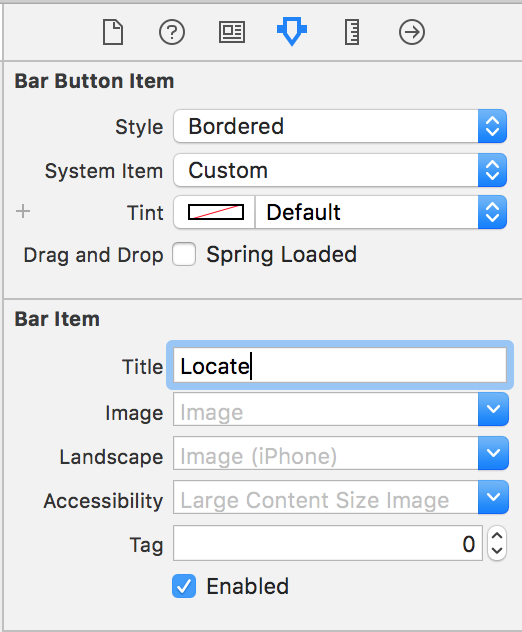 Bar Button Item
Style Bordered
System Item Custom
+ Tint Default
Drag and Drop Spring Loaded
Bar Item
Title Locate
Image Image
Landscape Image (iPhone)
Accessibility Large Content Size Image
Tag 0
Enabled